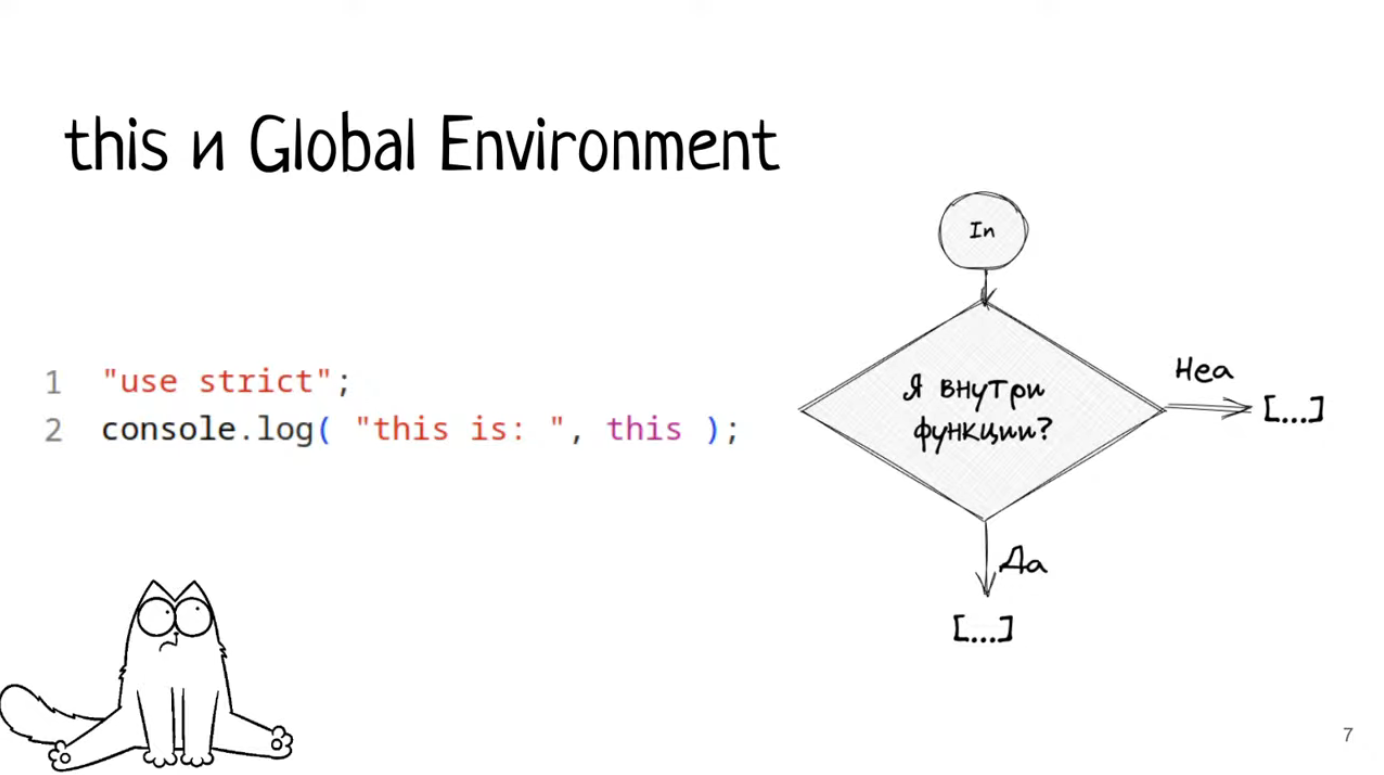 this и Global Environment
In
1 "use strict";
2 console.log( "this is: ", this );
Я внутри
функции?
Неа
[...]
Да
[...]
7